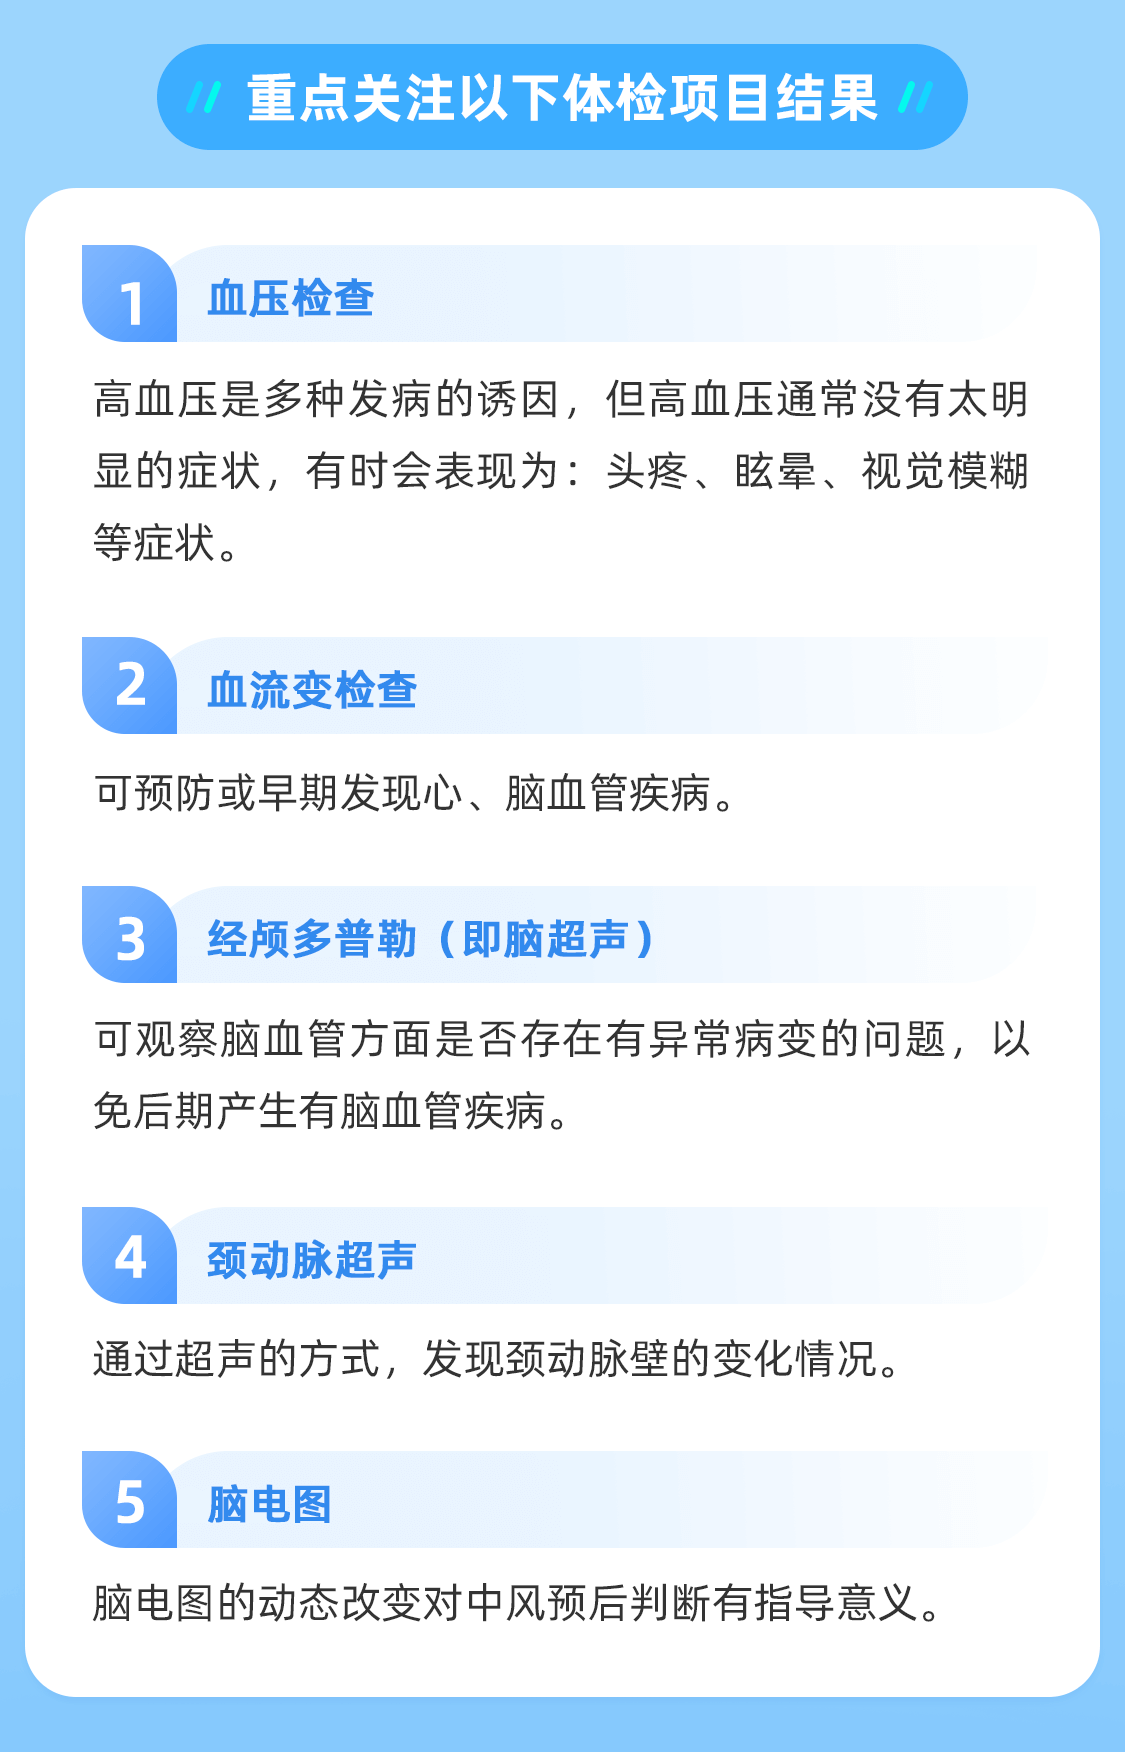 重点关注以下体检项目结果
1
血压检查
高血压是多种发病的诱因，但高血压通常没有太明
显的症状，有时会表现为：头疼、眩晕、视觉模糊
等症状。
2
血流变检查
可预防或早期发现心、脑血管疾病。
3
经颅多普勒（即脑超声）
可观察脑血管方面是否存在有异常病变的问题，以
免后期产生有脑血管疾病。
4
颈动脉超声
通过超声的方式，发现颈动脉壁的变化情况。
5
脑电图
脑电图的动态改变对中风预后判断有指导意义。